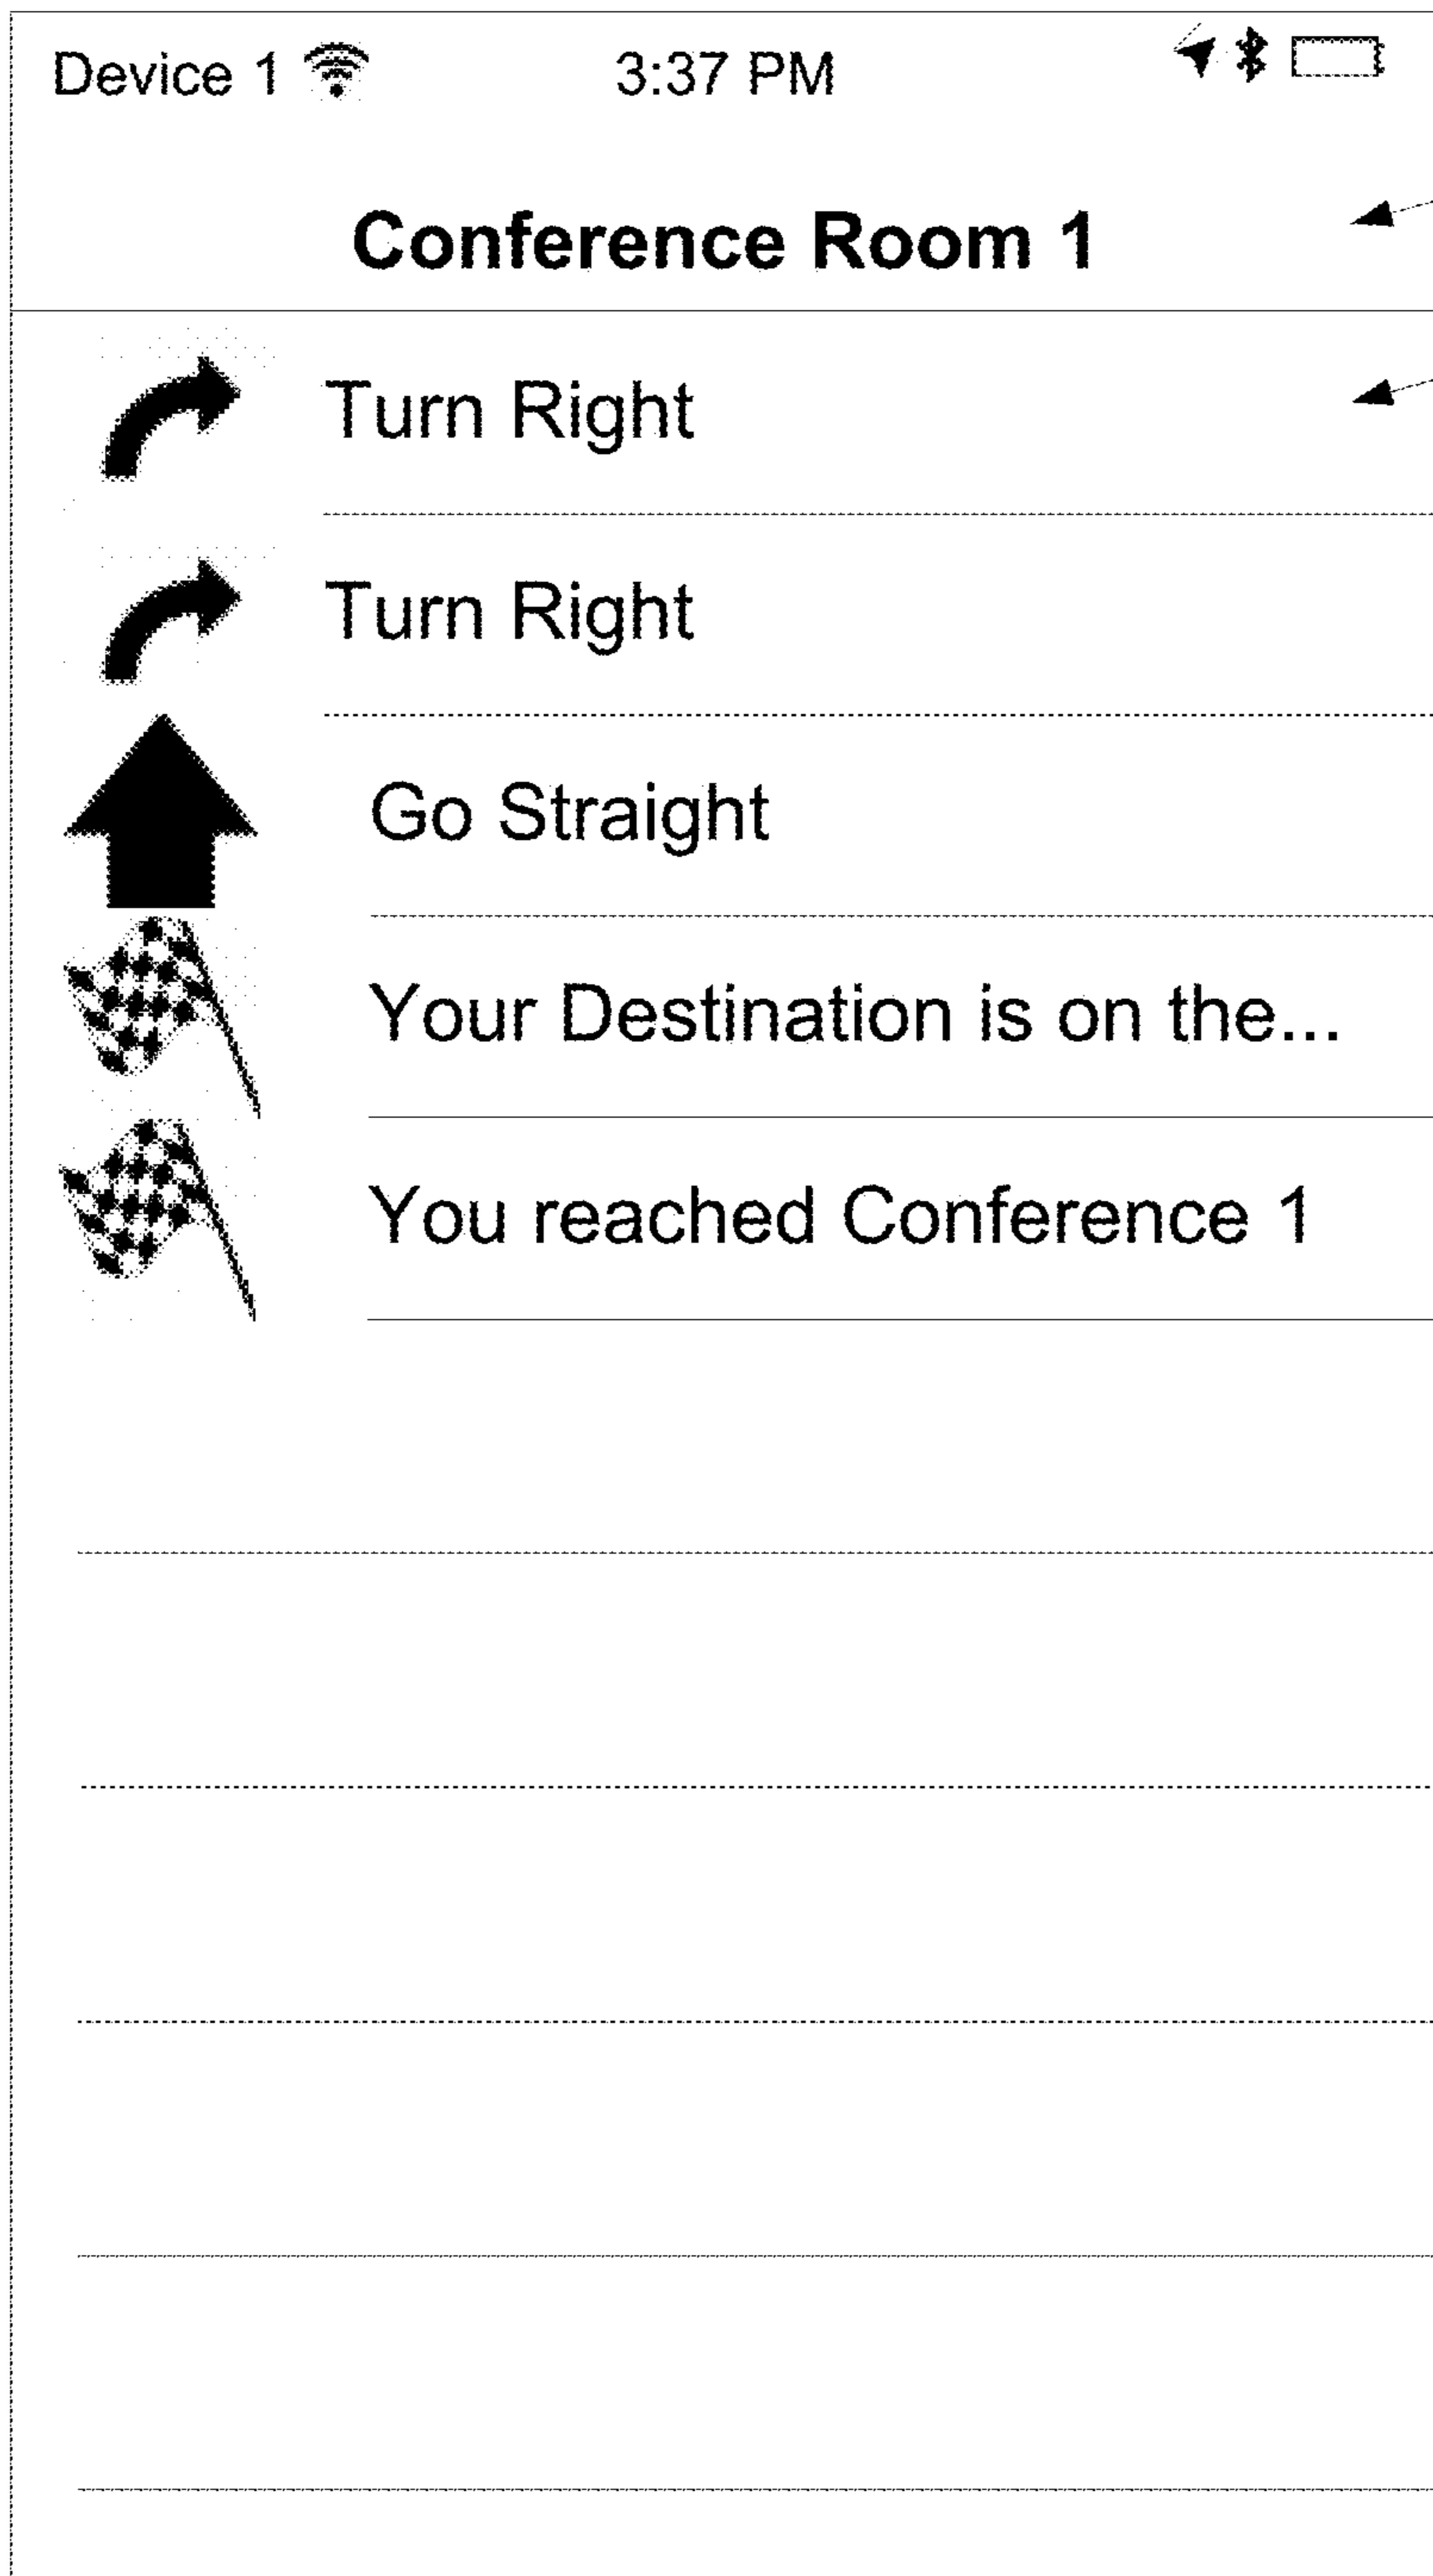 Device 1 3:37 PM
Conference Room 1
Turn Right
Turn Right
Go Straight
Your Destination is on the...
You reached Conference 1